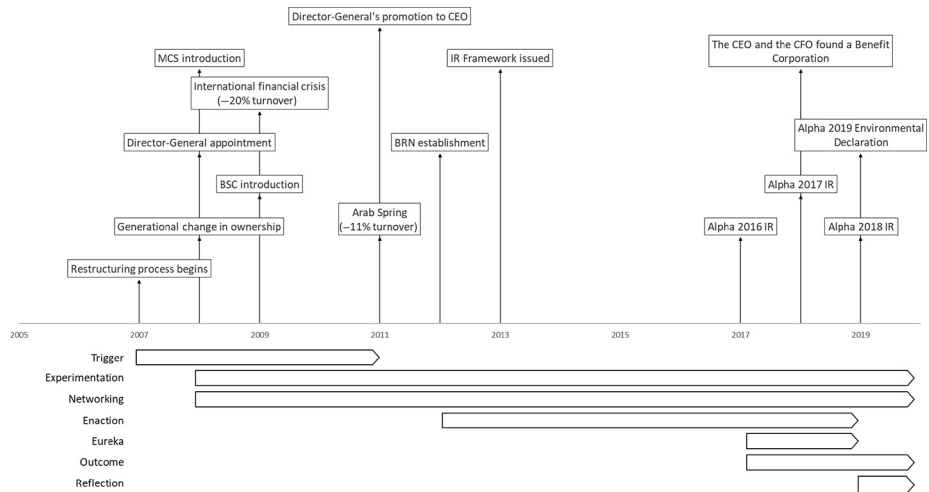 Director-General's promotion to CEO
MCS introduction
IR Framework issued
The CEO and the CFO found a Benefit
Corporation
International financial crisis
(−20% turnover)
Director-General appointment
BRN establishment
Alpha 2019 Environmental
Declaration
BSC introduction
Alpha 2017 IR
Generational change in ownership
Arab Spring
(−11% turnover)
Alpha 2016 IR
Alpha 2018 IR
Restructuring process begins
2005 2007 2009 2011 2013 2015 2017 2019
Trigger
Experimentation
Networking
Enaction
Eureka
Outcome
Reflection